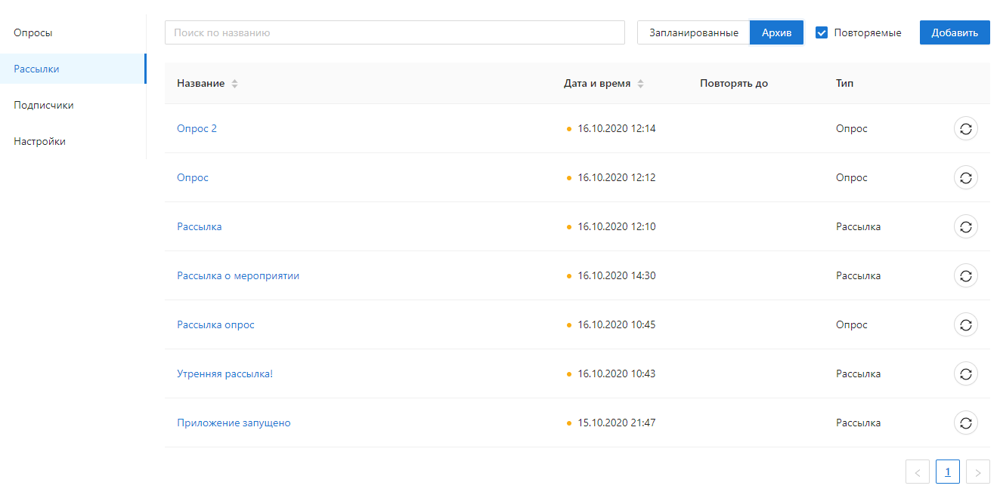 Опросы
Рассылки
Подписчики
Настройки
Поиск по названию
Запланированные Архив Повторяемые Добавить
Название Дата и время Повторять до Тип
Опрос 2 16.10.2020 12:14 Опрос
Опрос 16.10.2020 12:12 Опрос
Рассылка 16.10.2020 12:10 Рассылка
Рассылка о мероприятии 16.10.2020 14:30 Рассылка
Рассылка опрос 16.10.2020 10:45 Опрос
Утренняя рассылка! 16.10.2020 10:43 Рассылка
Приложение запущено 15.10.2020 21:47 Рассылка
< 1 >